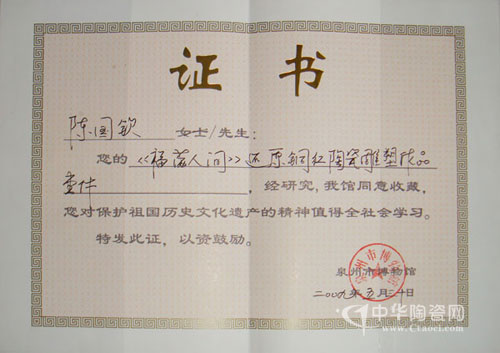 证书
陈国钦 女士/先生:
您的《福满人间》还原铜红陶瓷雕塑作品
壹件,经研究,我馆同意收藏,
您对保护祖国历史文化遗产的精神值得全社会学习。
特发此证,以资鼓励。
泉州市博物馆
二00九年五月二十日
中华陶瓷网
www.Ctaoci.com